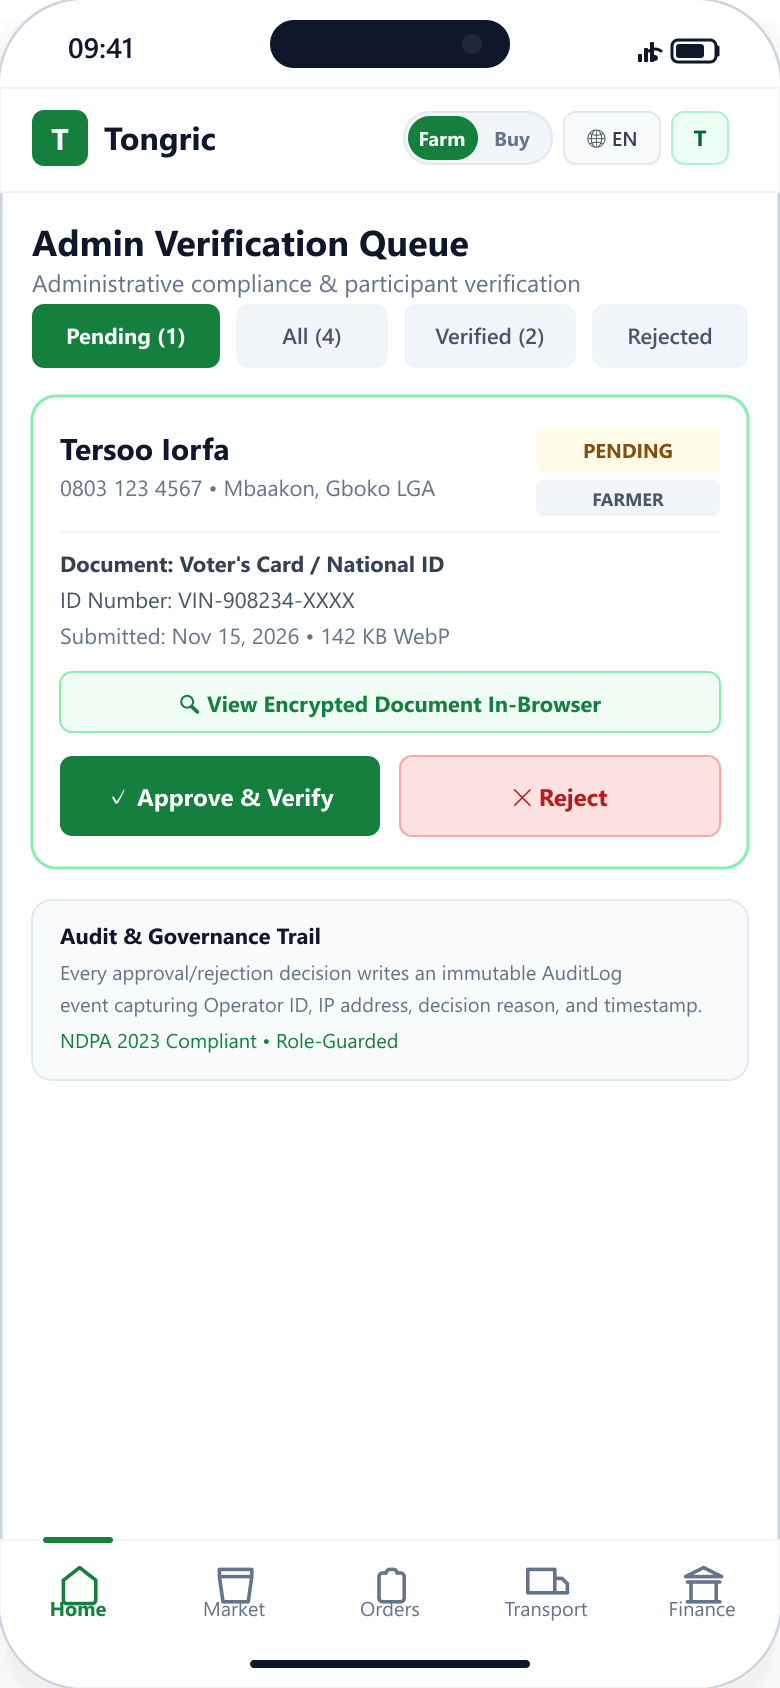 09:41
T Tongric Farm Buy EN T
Admin Verification Queue
Administrative compliance & participant verification
Pending (1) All (4) Verified (2) Rejected
Tersoo Iorfa PENDING
0803 123 4567 • Mbaakon, Gboko LGA FARMER
Document: Voter's Card / National ID
ID Number: VIN-908234-XXXX
Submitted: Nov 15, 2026 • 142 KB WebP
View Encrypted Document In-Browser
✓ Approve & Verify ✕ Reject
Audit & Governance Trail
Every approval/rejection decision writes an immutable AuditLog
event capturing Operator ID, IP address, decision reason, and timestamp.
NDPA 2023 Compliant • Role-Guarded
Home Market Orders Transport Finance